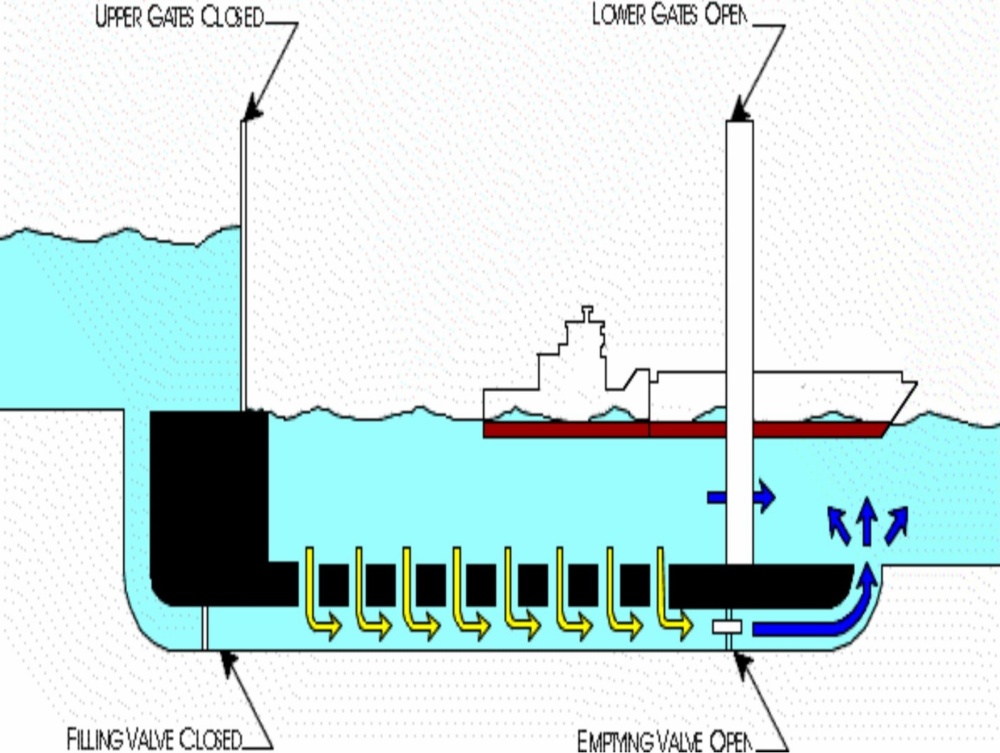 UPPER GATES CLOSED
LOWER GATES OPEN
FILLING VALVE CLOSED
EMPTYING VALVE OPEN